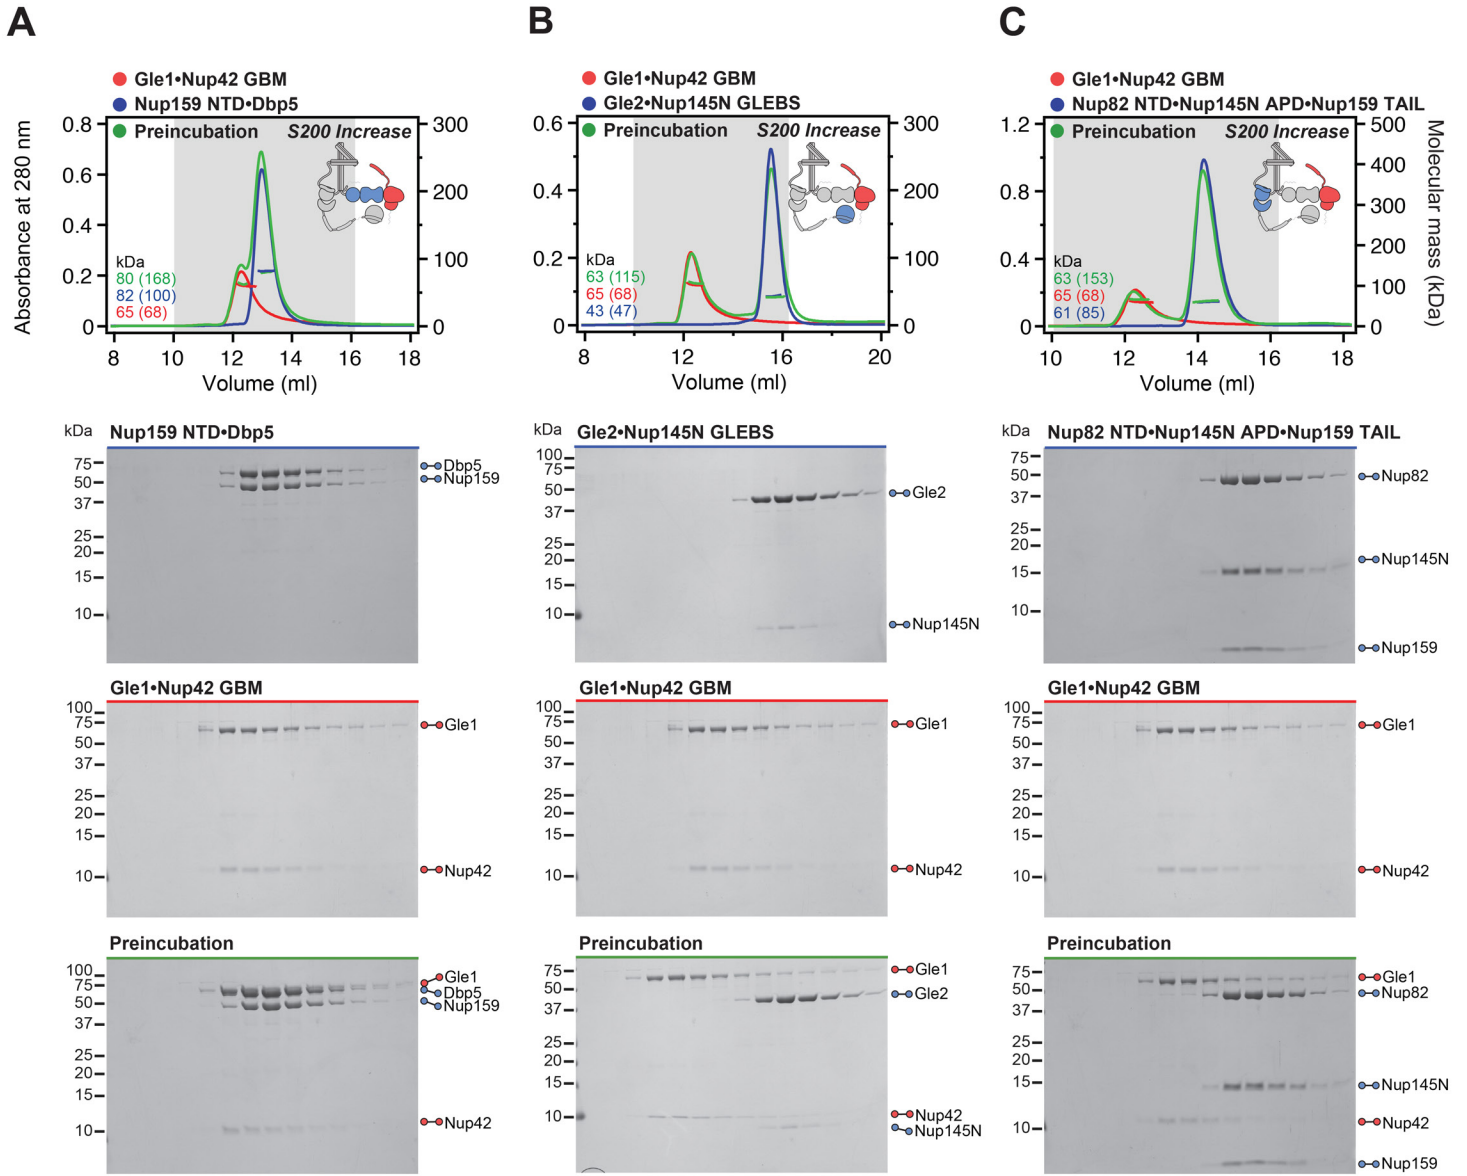 A
Gle1•Nup42 GBM
Nup159 NTD•Dbp5
Preincubation
S200 Increase
Absorbance at 280 nm
0.8
0.6
0.4
0.2
0
300
200
100
0
kDa
80 (168)
82 (100)
65 (68)
8 10 12 14 16 18
Volume (ml)
B
Gle1•Nup42 GBM
Gle2•Nup145N GLEBS
Preincubation
S200 Increase
0.6
0.4
0.2
0
300
200
100
0
kDa
63 (115)
65 (68)
43 (47)
8 12 16 20
Volume (ml)
C
Gle1•Nup42 GBM
Nup82 NTD•Nup145N APD•Nup159 TAIL
Preincubation
S200 Increase
1.2
0.8
0.4
0
500
400
300
200
100
0
Molecular mass (kDa)
kDa
63 (153)
65 (68)
61 (85)
10 12 14 16 18
Volume (ml)
kDa
Nup159 NTD•Dbp5
75
50
37
25
20
15
10
Dbp5
Nup159
kDa
Gle2•Nup145N GLEBS
100
75
50
37
25
20
15
10
Gle2
Nup145N
kDa
Nup82 NTD•Nup145N APD•Nup159 TAIL
75
50
37
25
20
15
10
Nup82
Nup145N
Nup159
Gle1•Nup42 GBM
100
75
50
37
25
20
15
10
Gle1
Nup42
Gle1•Nup42 GBM
100
75
50
37
25
20
15
10
Gle1
Nup42
Gle1•Nup42 GBM
100
75
50
37
25
20
15
10
Gle1
Nup42
Preincubation
100
75
50
37
25
20
15
10
Gle1
Dbp5
Nup159
Nup42
Preincubation
75
50
37
25
20
15
10
Gle1
Gle2
Nup42
Nup145N
Preincubation
75
50
37
25
20
15
10
Gle1
Nup82
Nup145N
Nup42
Nup159